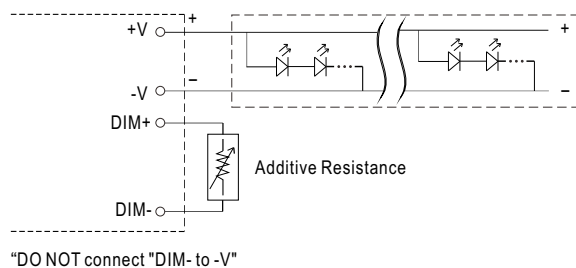 +V
+
+
-V
−
−
DIM+
Additive Resistance
DIM-
“DO NOT connect "DIM- to -V"